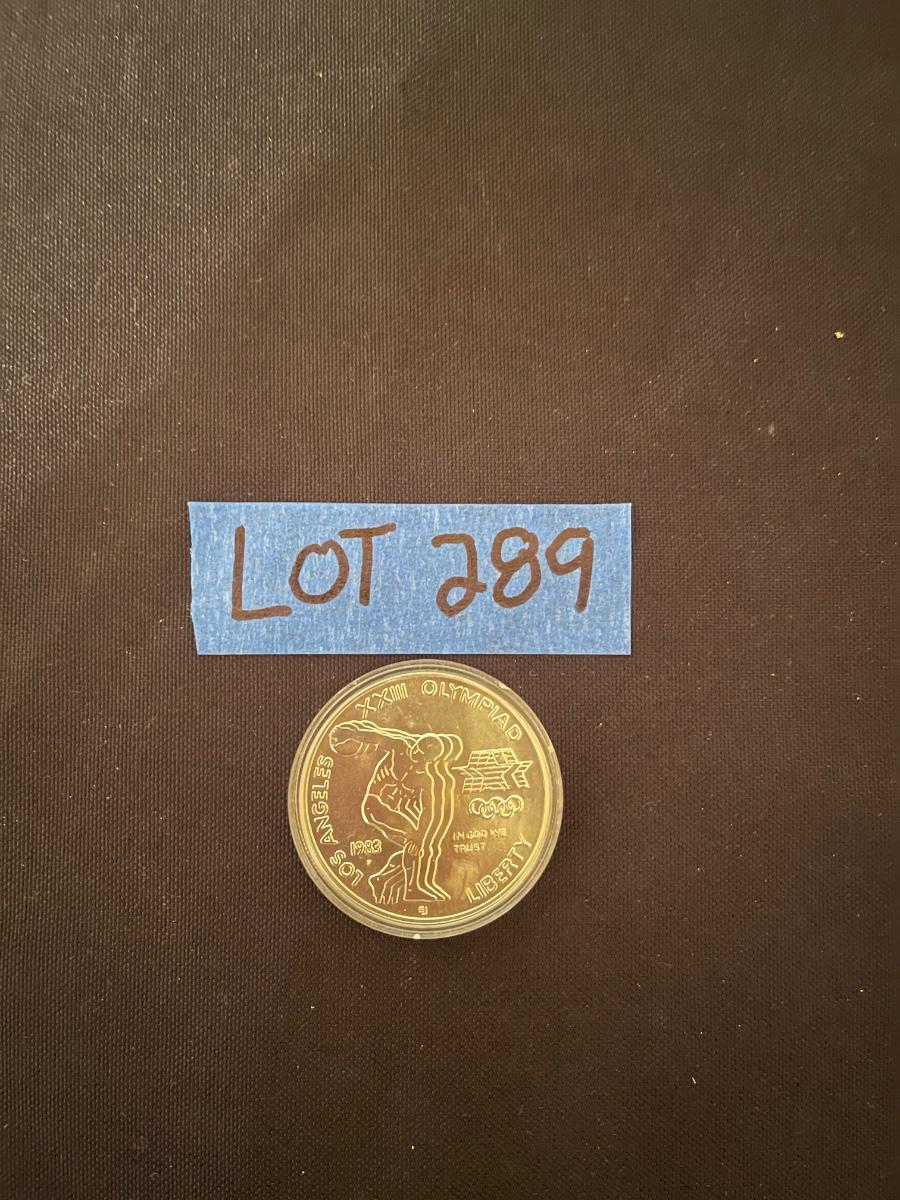 LOT 289
XXIII OLYMPIAD
LOS ANGELES
1983
IN GOD WE
TRUST
LIBERTY